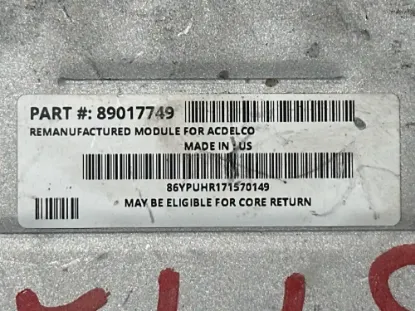 PART #: 89017749
REMANUFACTURED MODULE FOR ACDELCO
MADE IN : US
86YPUHR171570149
MAY BE ELIGIBLE FOR CORE RETURN